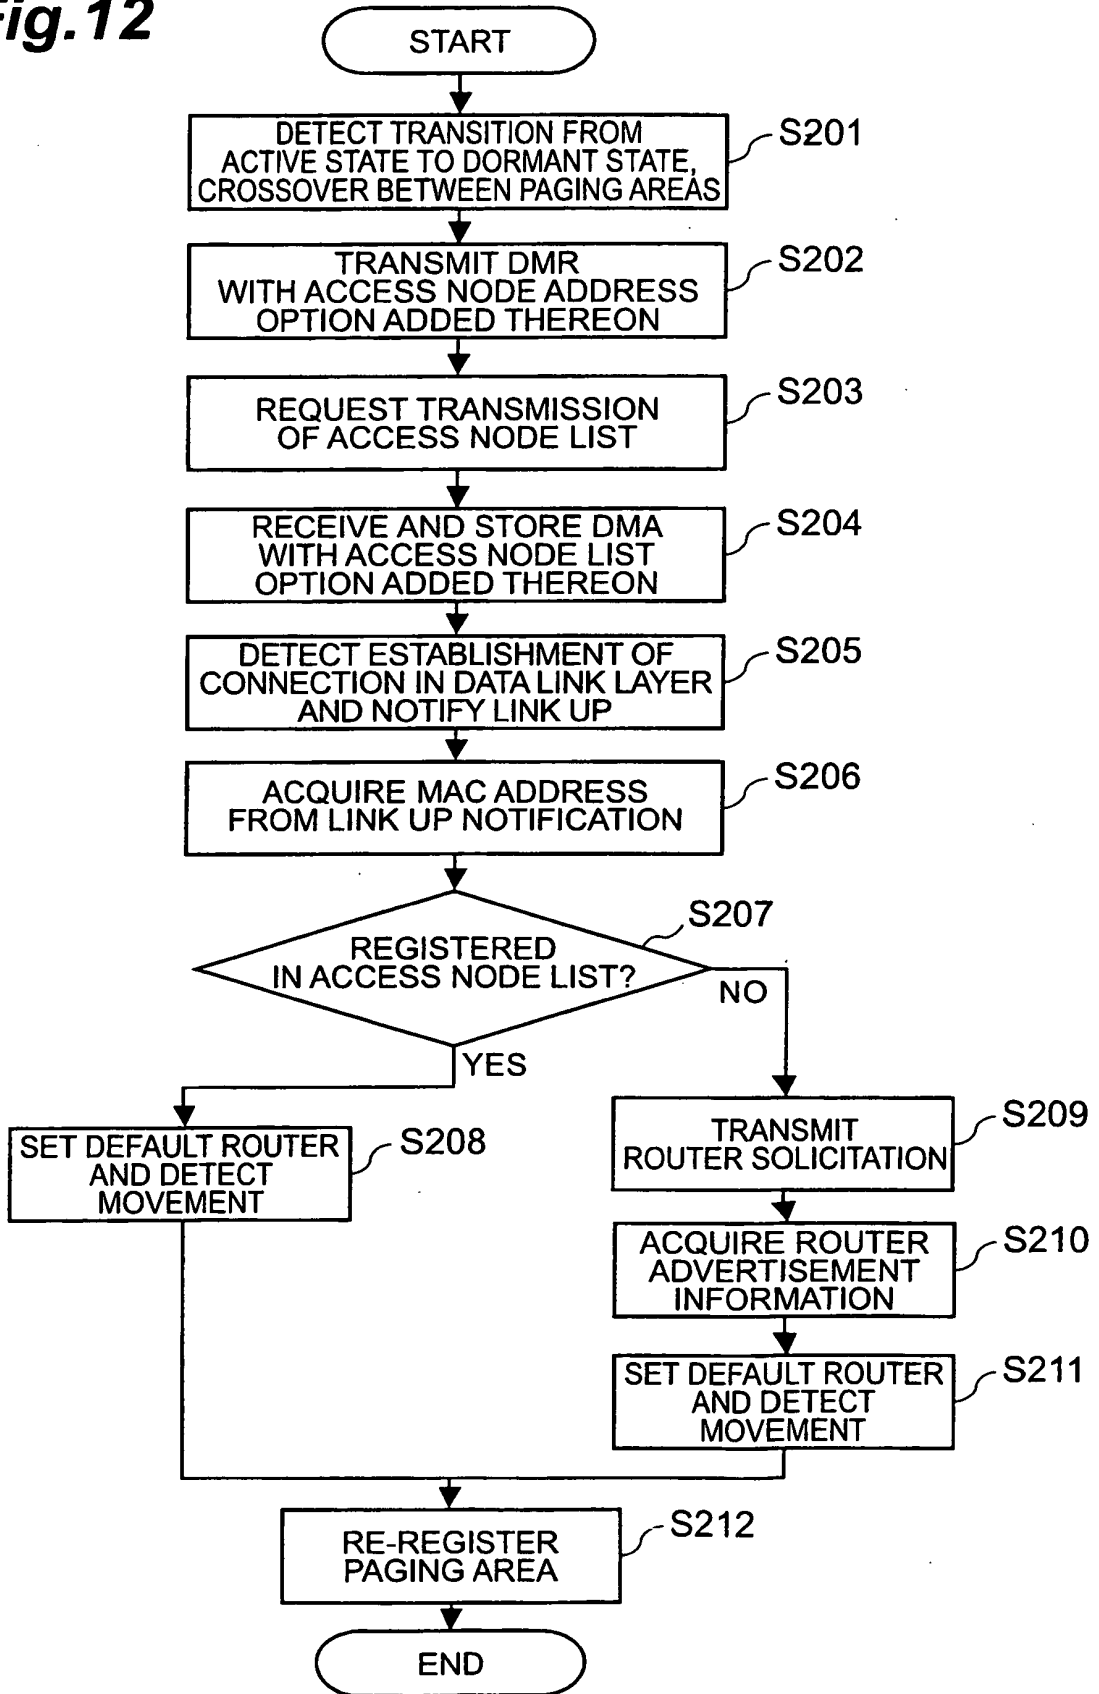 Fig.12
START
DETECT TRANSITION FROM
ACTIVE STATE TO DORMANT STATE,
CROSSOVER BETWEEN PAGING AREAS
S201
TRANSMIT DMR
WITH ACCESS NODE ADDRESS
OPTION ADDED THEREON
S202
REQUEST TRANSMISSION
OF ACCESS NODE LIST
S203
RECEIVE AND STORE DMA
WITH ACCESS NODE LIST
OPTION ADDED THEREON
S204
DETECT ESTABLISHMENT OF
CONNECTION IN DATA LINK LAYER
AND NOTIFY LINK UP
S205
ACQUIRE MAC ADDRESS
FROM LINK UP NOTIFICATION
S206
REGISTERED
IN ACCESS NODE LIST?
S207
NO
YES
SET DEFAULT ROUTER
AND DETECT
MOVEMENT
S208
TRANSMIT
ROUTER SOLICITATION
S209
ACQUIRE ROUTER
ADVERTISEMENT
INFORMATION
S210
SET DEFAULT ROUTER
AND DETECT
MOVEMENT
S211
RE-REGISTER
PAGING AREA
S212
END